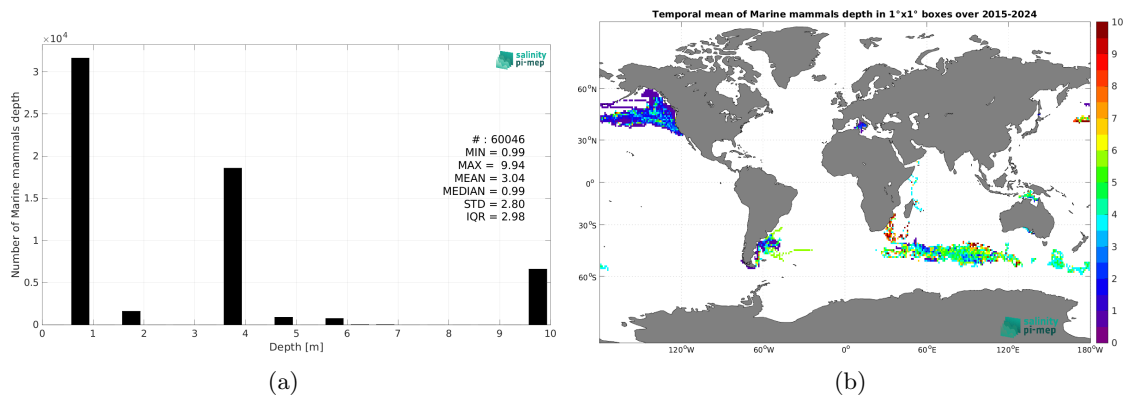 ×10⁴
3
2.5
2
1.5
1
0.5
0
0 1 2 3 4 5 6 7 8 9 10
Number of Marine mammals depth
Depth [m]
salinity
pi-mep
# : 60046
MIN = 0.99
MAX = 9.94
MEAN = 3.04
MEDIAN = 0.99
STD = 2.80
IQR = 2.98
(a)
Temporal mean of Marine mammals depth in 1°x1° boxes over 2015-2024
60°N
30°N
0°
30°S
60°S
120°W 60°W 0° 60°E 120°E 180°W
salinity
pi-mep
10
9
8
7
6
5
4
3
2
1
0
(b)